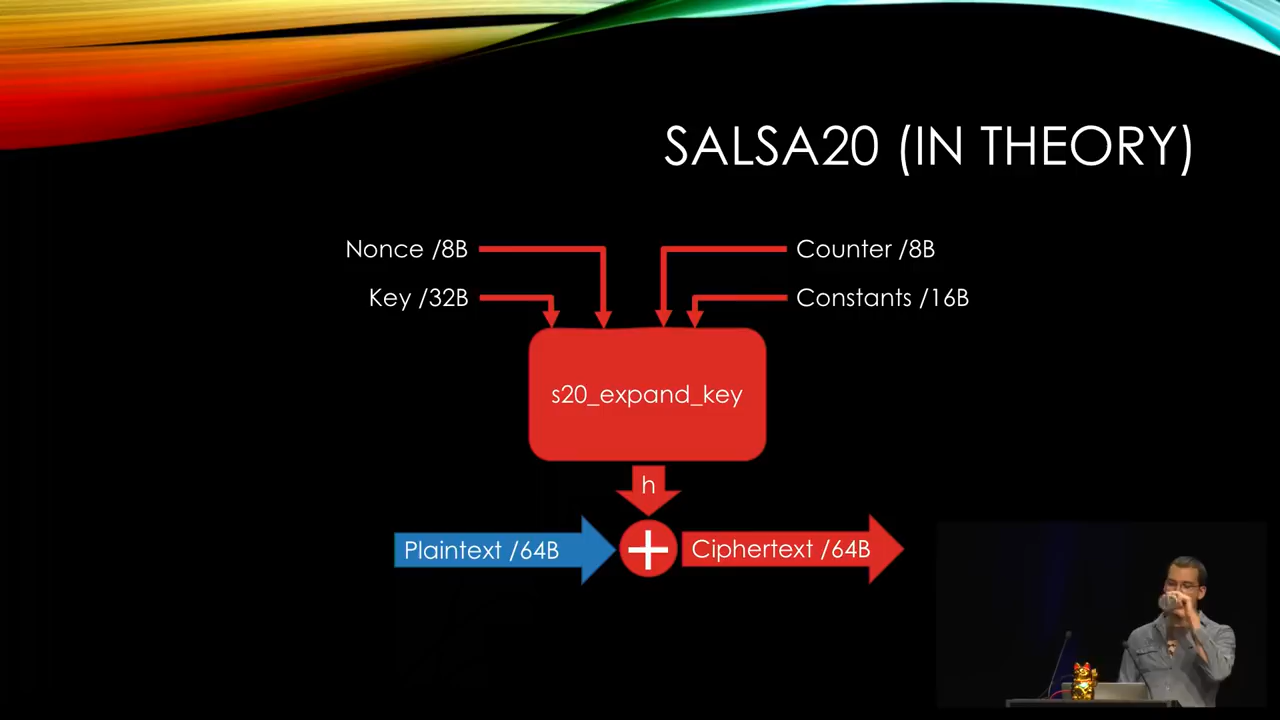 SALSA20 (IN THEORY)
Nonce /8B
Counter /8B
Key /32B
Constants /16B
s20_expand_key
h
Plaintext /64B
Ciphertext /64B